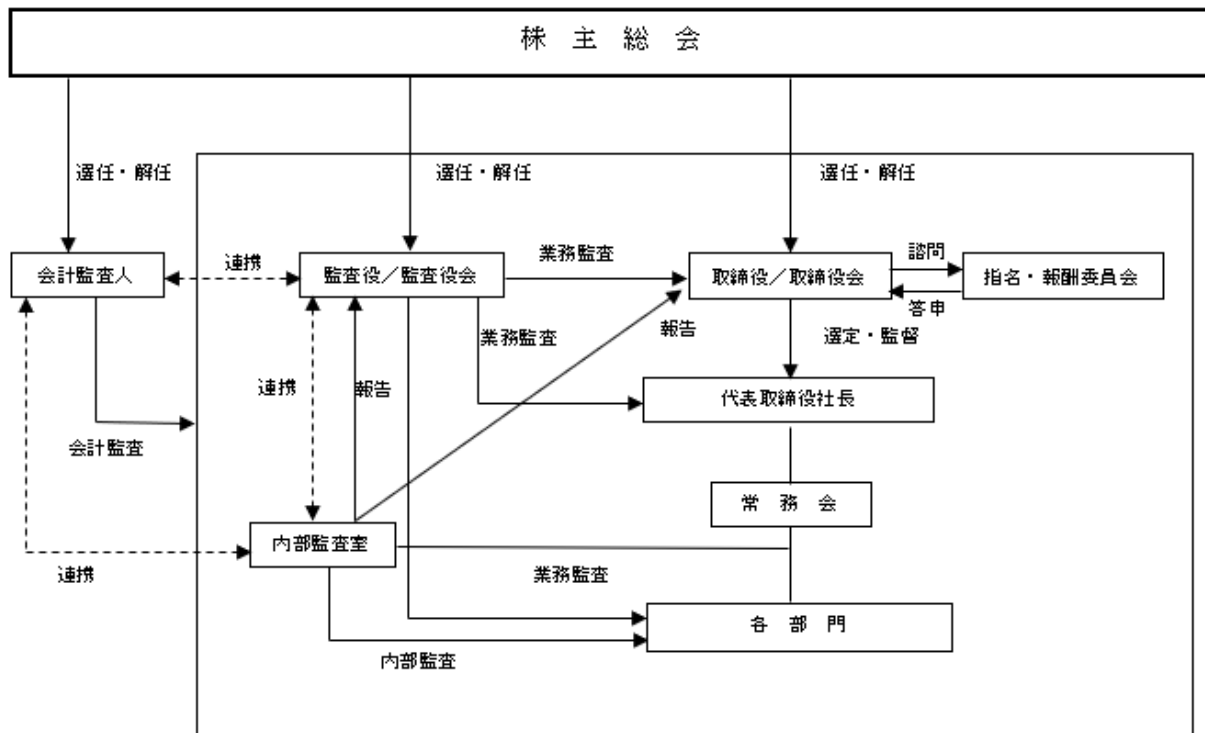 株 主 総 会
選任・解任
選任・解任
選任・解任
会計監査人
連携
監査役／監査役会
業務監査
取締役／取締役会
諮問
答申
指名・報酬委員会
業務監査
報告
選定・監督
連携
報告
代表取締役社長
会計監査
常 務 会
内部監査室
連携
業務監査
各 部 門
内部監査